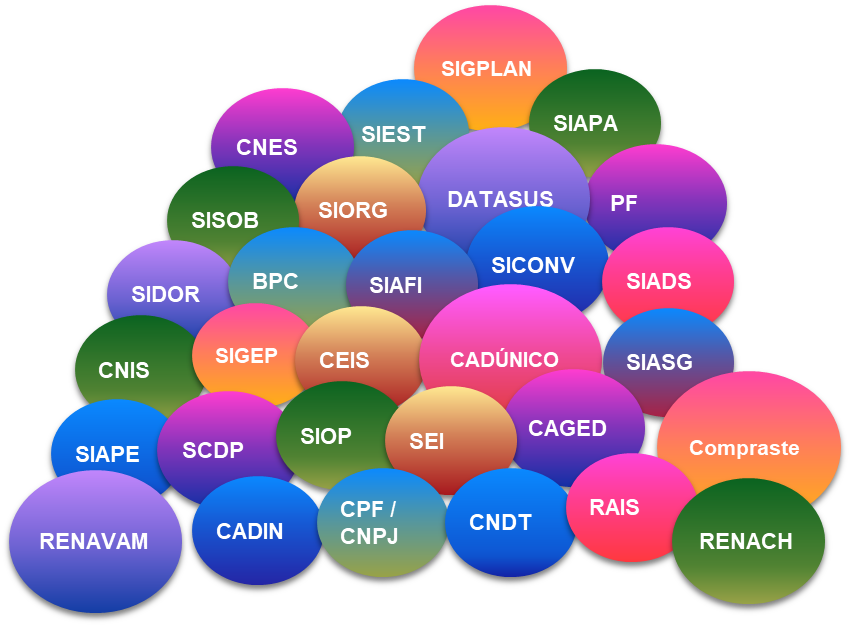 SIGPLAN
SIAPA
SIEST
CNES
DATASUS
PF
SIORG
SISOB
SICONV
SIADS
BPC
SIAFI
SIDOR
SIGEP
CEIS
CADÚNICO
SIASG
CNIS
SIAPE
SCDP
SIOP
SEI
CAGED
Compraste
RENAVAM
CADIN
CPF /
CNPJ
CNDT
RAIS
RENACH